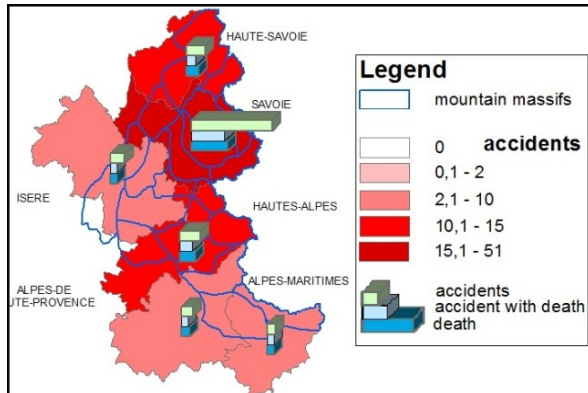 HAUTE-SAVOIE
SAVOIE
ISERE
HAUTES-ALPES
ALPES-DE
UTE-PROVENCE
ALPES-MARITIMES
Legend
mountain massifs
0 accidents
0,1 - 2
2,1 - 10
10,1 - 15
15,1 - 51
accidents
accident with death
death